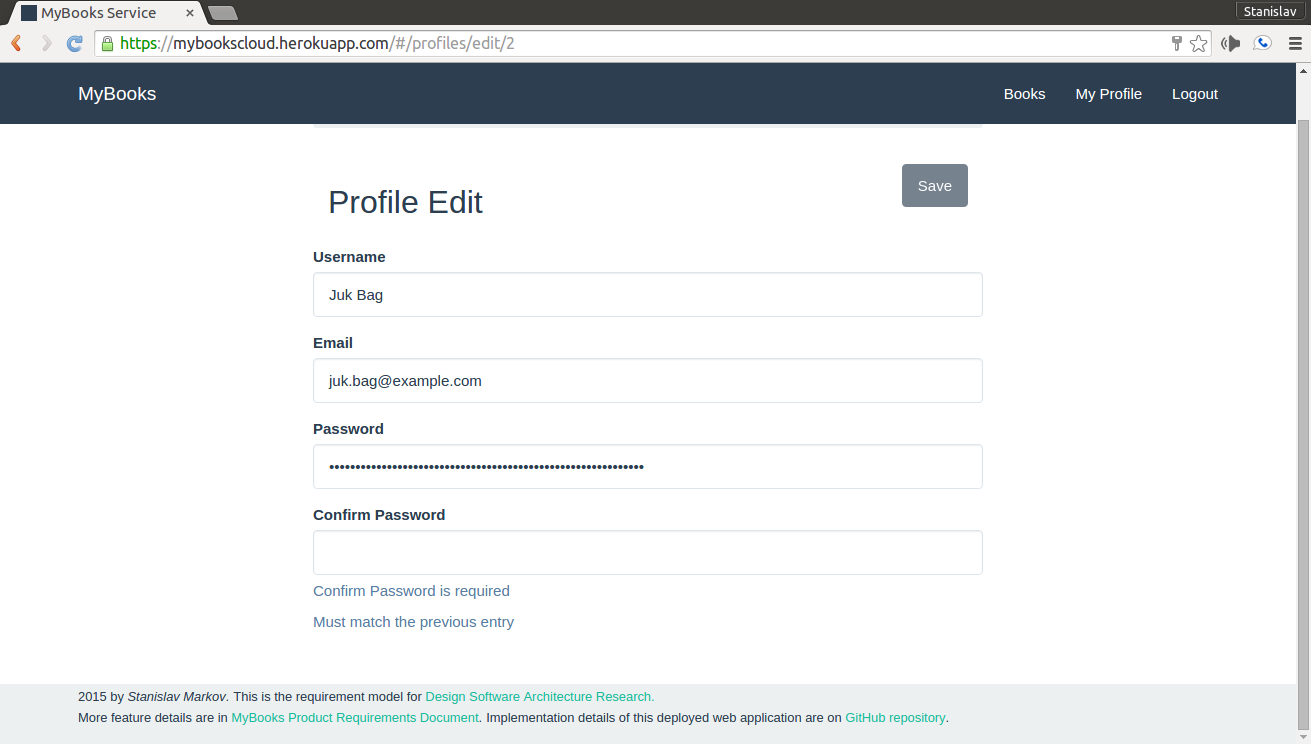 MyBooks Service
Stanislav
https://mybookscloud.herokuapp.com/#/profiles/edit/2
MyBooks Books My Profile Logout
Save
Profile Edit
Username
Juk Bag
Email
juk.bag@example.com
Password
Confirm Password
Confirm Password is required
Must match the previous entry
2015 by Stanislav Markov. This is the requirement model for Design Software Architecture Research.
More feature details are in MyBooks Product Requirements Document. Implementation details of this deployed web application are on GitHub repository.